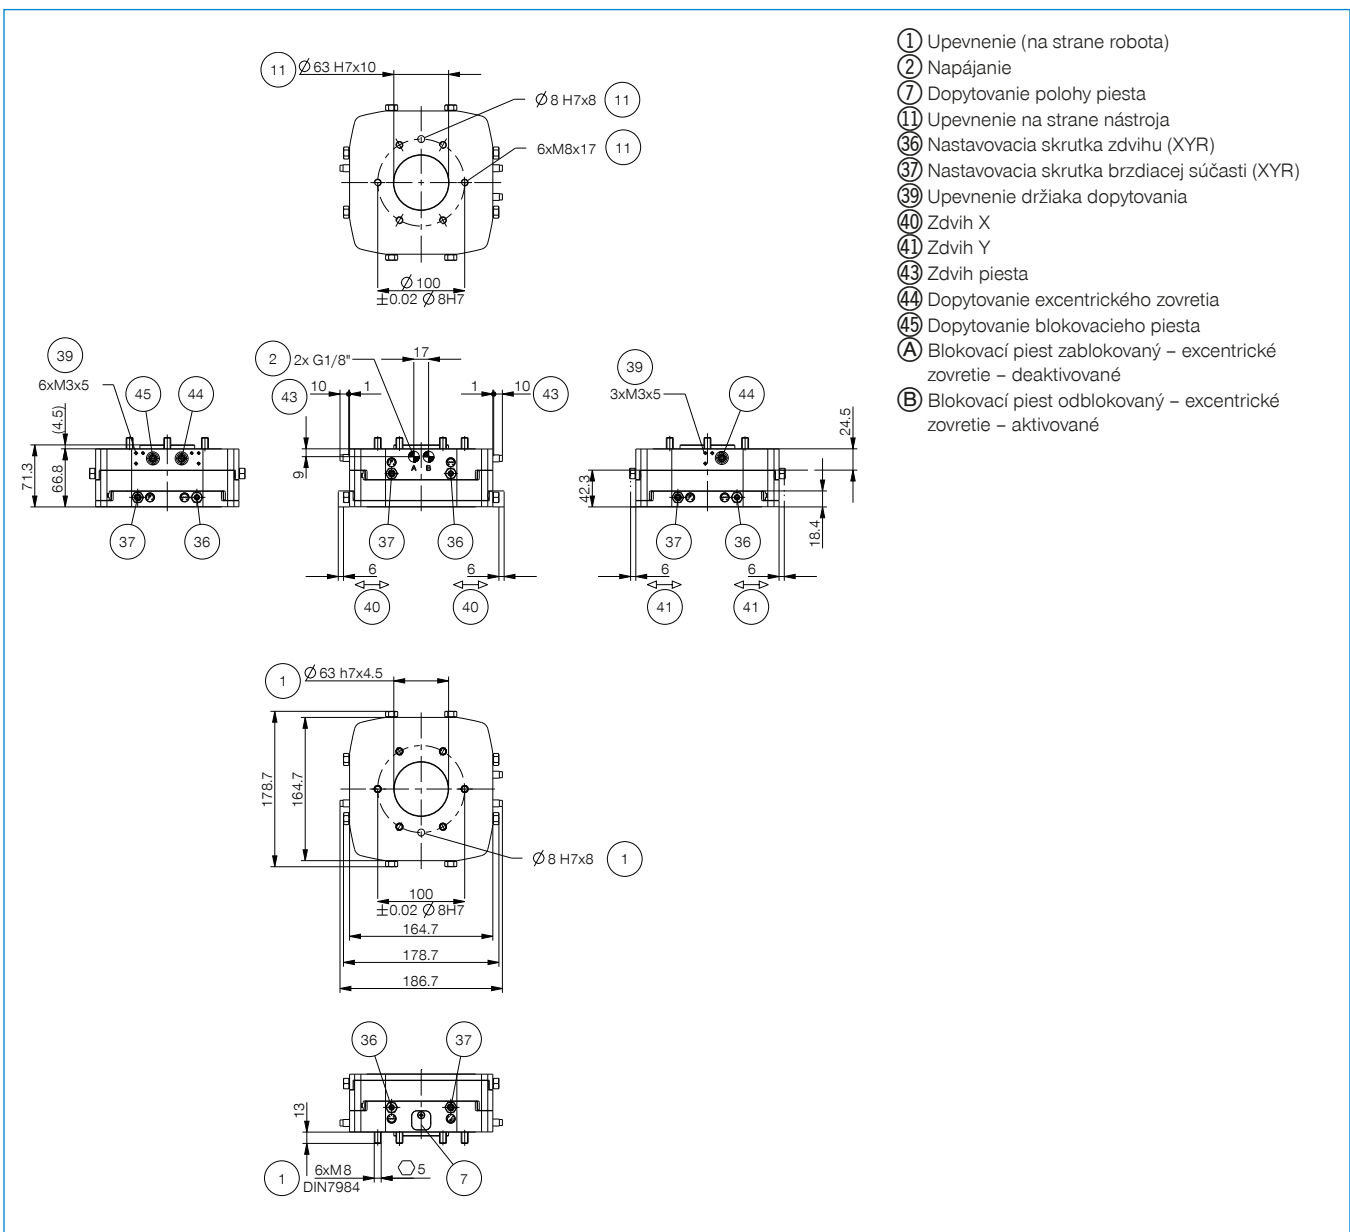 ① Upevnenie (na strane robota)
② Napájanie
⑦ Dopytovanie polohy piesta
⑪ Upevnenie na strane nástroja
㊱ Nastavovacia skrutka zdvihu (XYR)
㊲ Nastavovacia skrutka brzdiacej súčasti (XYR)
㊴ Upevnenie držiaka dopytovania
㊵ Zdvih X
㊶ Zdvih Y
㊸ Zdvih piesta
㊹ Dopytovanie excentrického zovretia
㊺ Dopytovanie blokovacieho piesta
Ⓐ Blokovací piest zablokovaný – excentrické
zovretie – deaktivované
Ⓑ Blokovací piest odblokovaný – excentrické
zovretie – aktivované
11 Ø 63 H7x10
Ø 8 H7x8 11
6xM8x17 11
Ø 100
±0.02 Ø 8H7
39
6xM3x5
45 44
(4.5)
71.3
66.8
37 36
2 2x G1/8"
17
43 10 1
1 10 43
9
A B
37 36
6 6
40 40
39
3xM3x5
44
24.5
42.3
18.4
37 36
6 6
41 41
1 Ø 63 h7x4.5
178.7
164.7
Ø 8 H7x8 1
100
±0.02 Ø 8H7
164.7
178.7
186.7
36 37
13
1 6xM8
DIN7984
5
7